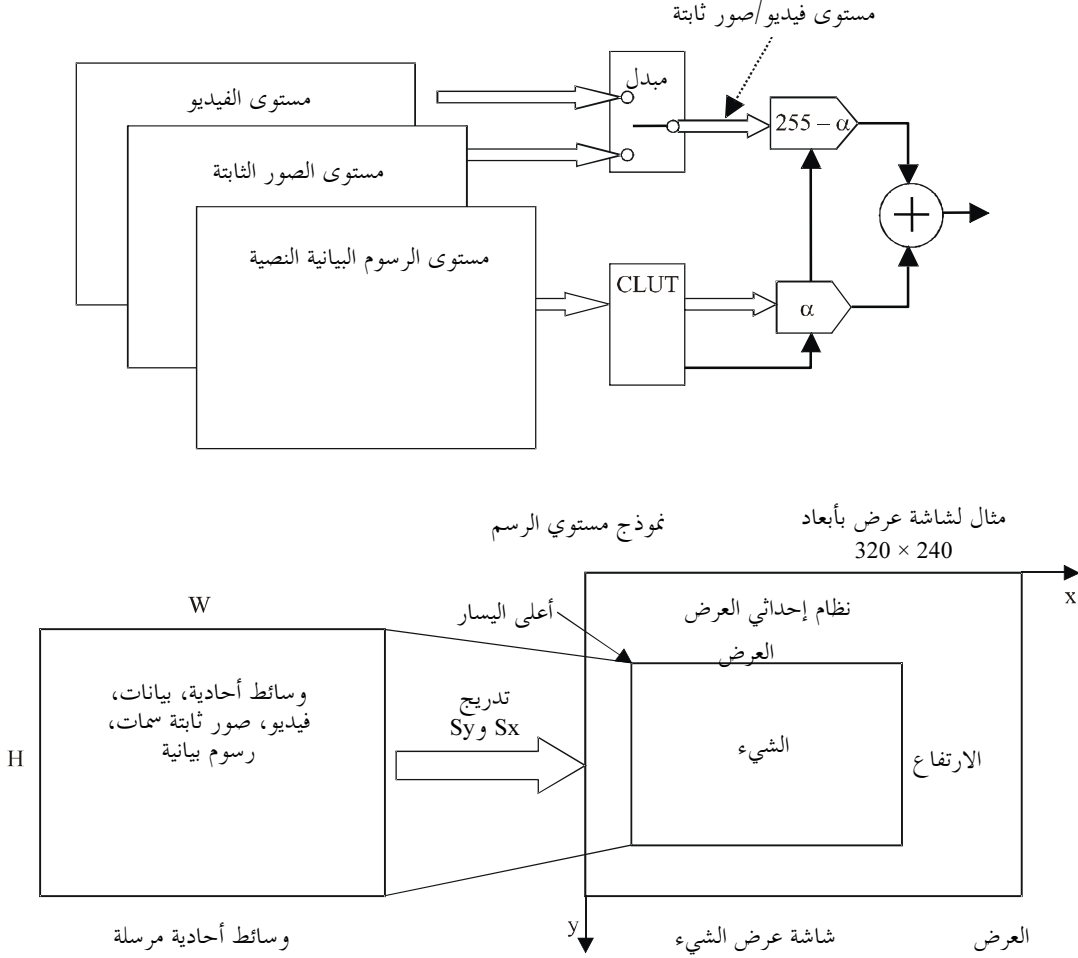 مستوى فيديو/صور ثابتة
مبدل
مستوى الفيديو
255 – α
مستوى الصور الثابتة
مستوى الرسوم البيانية النصية
CLUT
α
نموذج مستوي الرسم
مثال لشاشة عرض بأبعاد
320 × 240
x
W
أعلى اليسار
نظام إحداثي العرض
العرض
وسائط أحادية، بيانات،
فيديو، صور ثابتة سمات،
رسوم بيانية
تدريج
Sx وSy
الشيء
الارتفاع
H
y
وسائط أحادية مرسلة
شاشة عرض الشيء
العرض